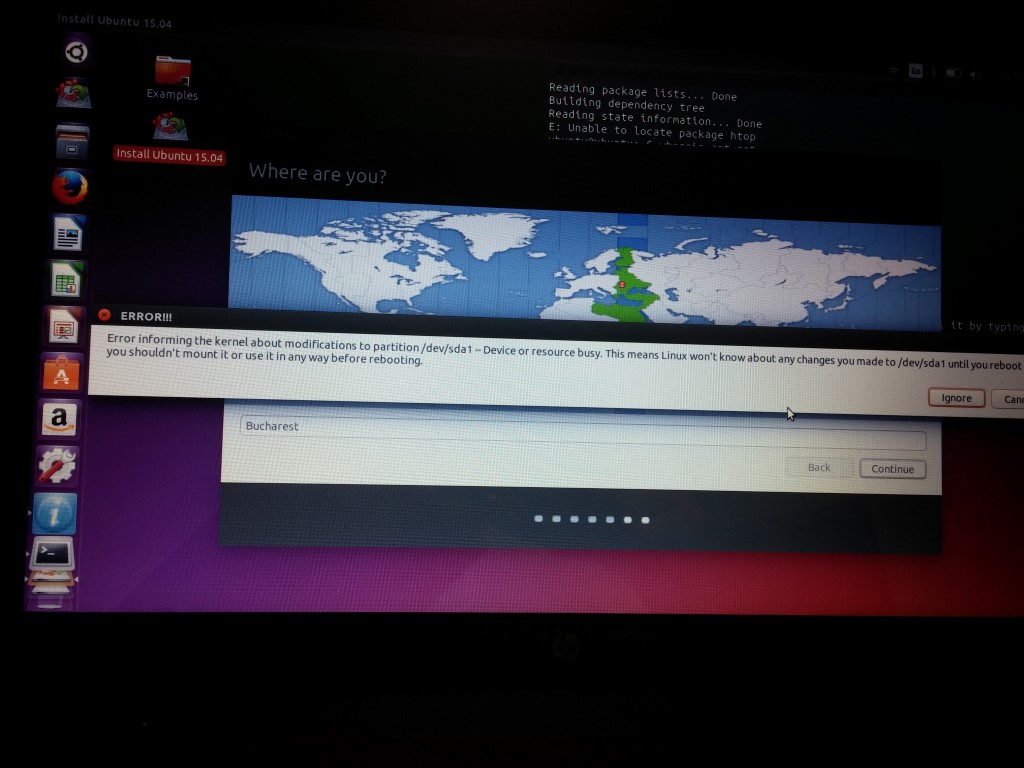 Install Ubuntu 15.04
Examples
Install Ubuntu 15.04
Reading package lists... Done
Building dependency tree
Reading state information... Done
E: Unable to locate package htop
En
Where are you?
it by typing
ERROR!!!
Error informing the kernel about modifications to partition /dev/sda1 -- Device or resource busy. This means Linux won't know about any changes you made to /dev/sda1 until you reboot
you shouldn't mount it or use it in any way before rebooting.
Ignore
Canc
Bucharest
Back
Continue
a
hp